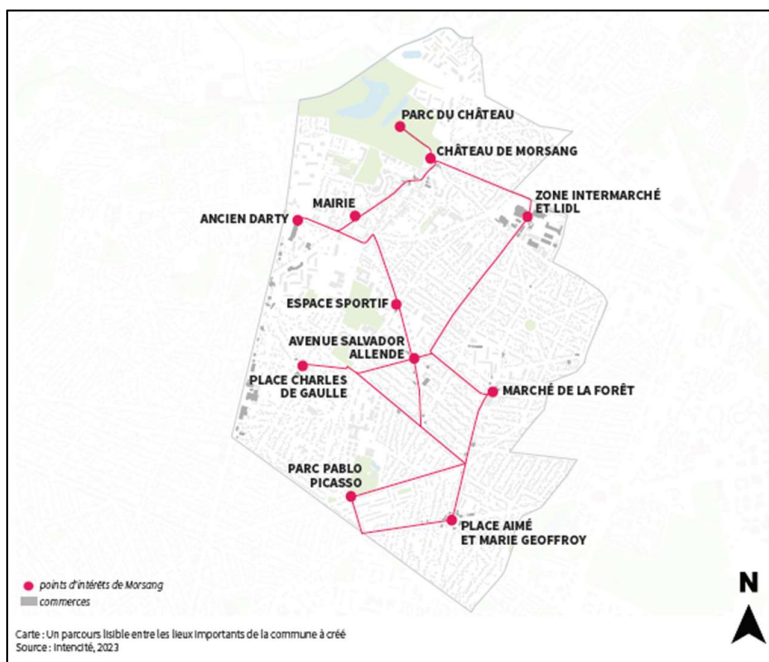 PARC DU CHÂTEAU
CHÂTEAU DE MORSANG
MAIRIE
ZONE INTERMARCHÉ
ET LIDL
ANCIEN DARTY
ESPACE SPORTIF
AVENUE SALVADOR
ALLENDE
PLACE CHARLES
DE GAULLE
MARCHÉ DE LA FORÊT
PARC PABLO
PICASSO
PLACE AIMÉ
ET MARIE GEOFFROY
points d'intérêts de Morsang
commerces
N
Carte : Un parcours lisible entre les lieux importants de la commune à créé
Source : Intencité, 2023